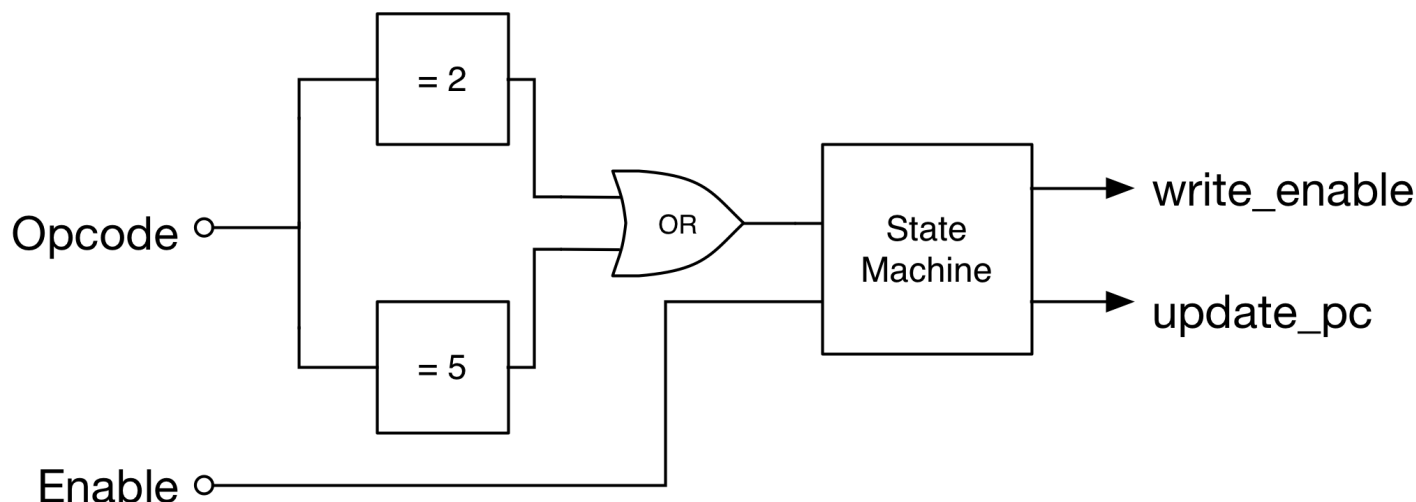 = 2
Opcode
OR
State
Machine
write_enable
update_pc
= 5
Enable